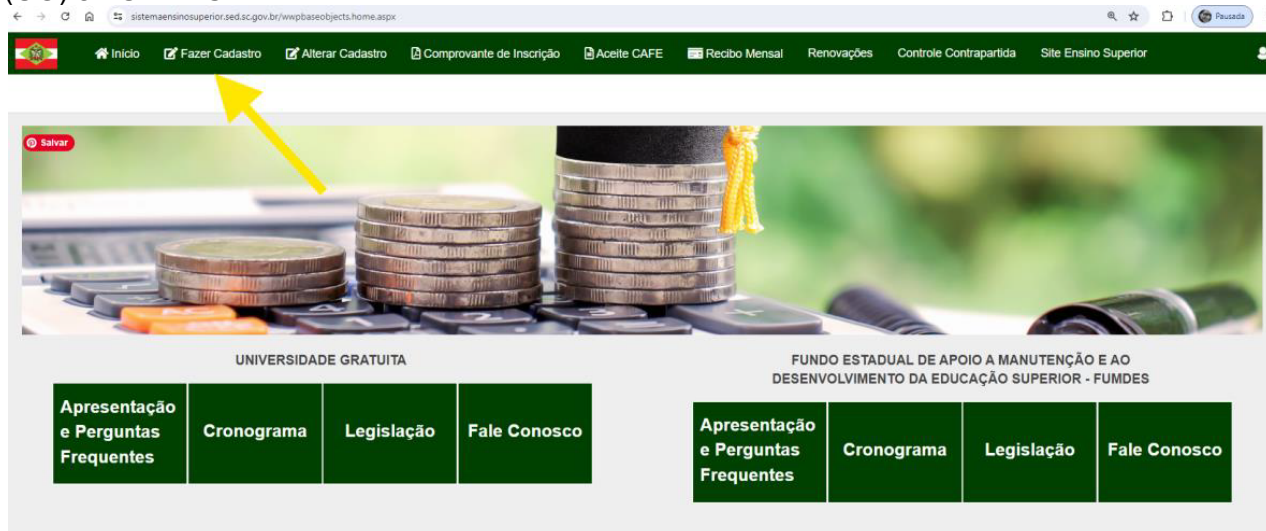 sistemaensinosuperior.sed.sc.gov.br/wwpbaseobjects.home.aspx
Pausada
Início Fazer Cadastro Alterar Cadastro Comprovante de Inscrição Aceite CAFE Recibo Mensal Renovações Controle Contrapartida Site Ensino Superior
Salvar
UNIVERSIDADE GRATUITA
Apresentação
e Perguntas
Frequentes
Cronograma
Legislação
Fale Conosco
FUNDO ESTADUAL DE APOIO A MANUTENÇÃO E AO
DESENVOLVIMENTO DA EDUCAÇÃO SUPERIOR - FUMDES
Apresentação
e Perguntas
Frequentes
Cronograma
Legislação
Fale Conosco